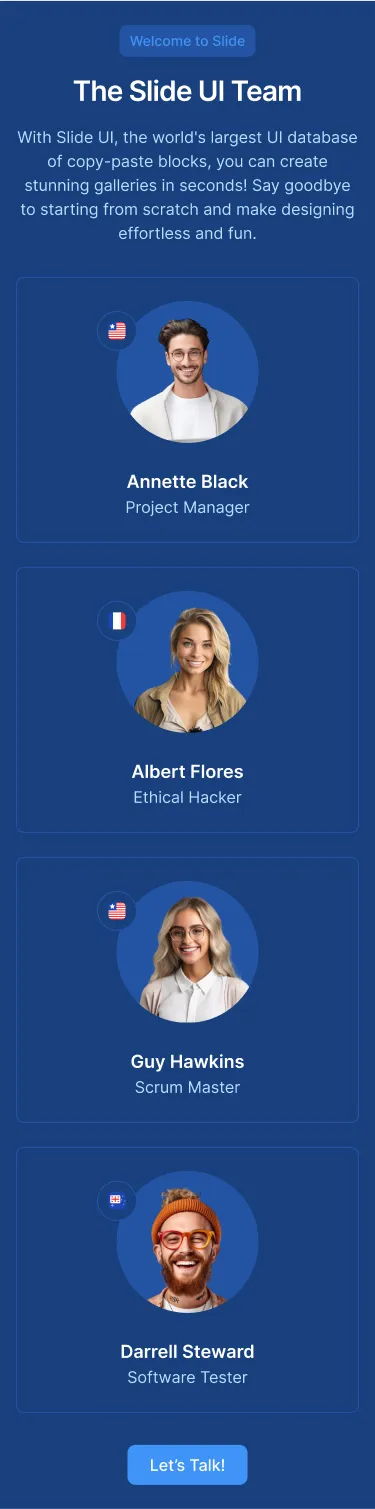 Welcome to Slide
The Slide UI Team
With Slide UI, the world's largest UI database
of copy-paste blocks, you can create
stunning galleries in seconds! Say goodbye
to starting from scratch and make designing
effortless and fun.
Annette Black
Project Manager
Albert Flores
Ethical Hacker
Guy Hawkins
Scrum Master
Darrell Steward
Software Tester
Let’s Talk!